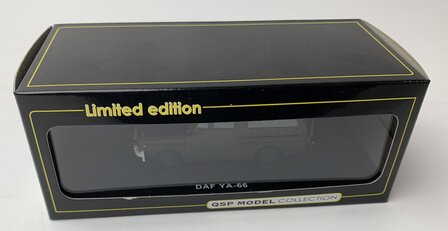 Limited edition
DAF YA-66
QSP MODEL COLLECTION